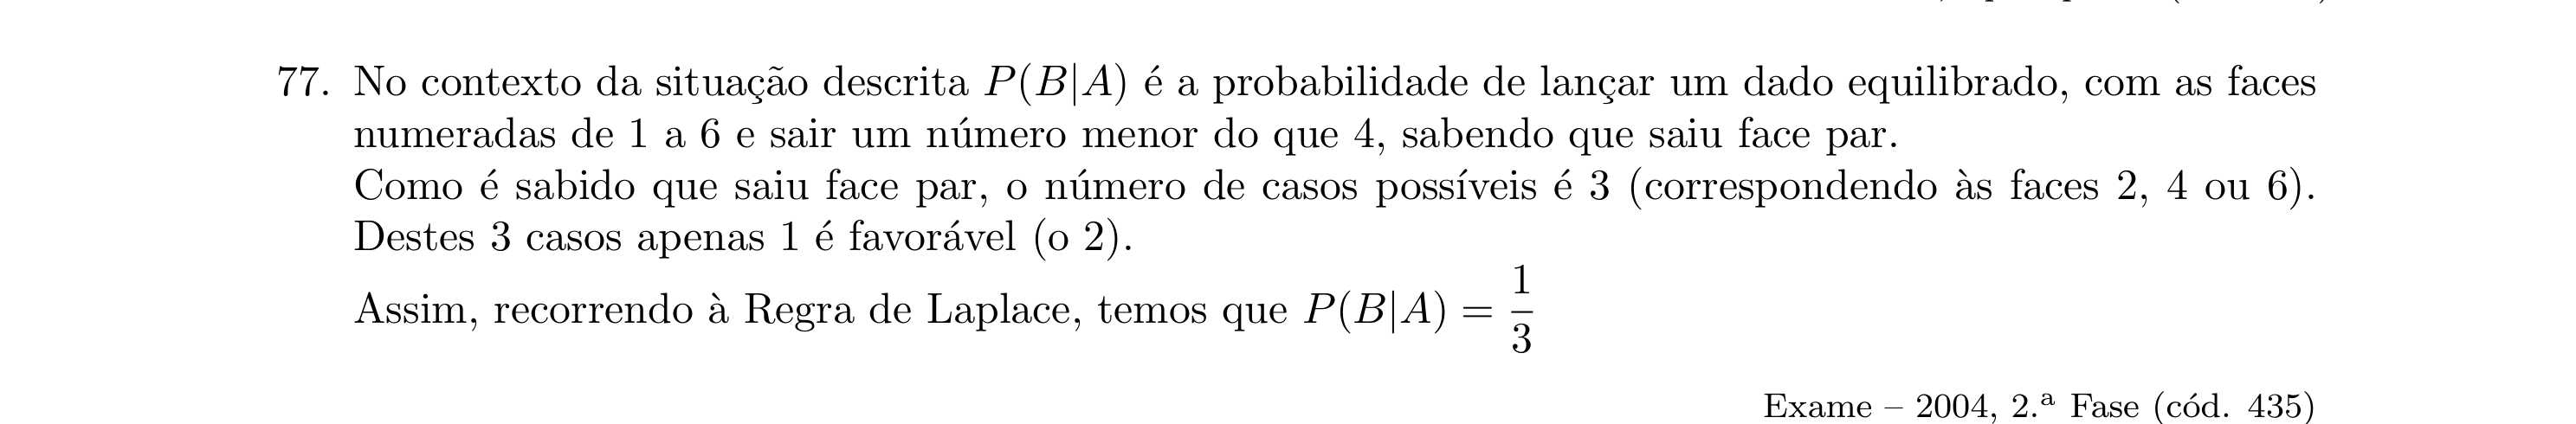 77. No contexto da situação descrita P(B|A) é a probabilidade de lançar um dado equilibrado, com as faces
numeradas de 1 a 6 e sair um número menor do que 4, sabendo que saiu face par.
Como é sabido que saiu face par, o número de casos possíveis é 3 (correspondendo às faces 2, 4 ou 6).
Destes 3 casos apenas 1 é favorável (o 2).
Assim, recorrendo à Regra de Laplace, temos que P(B|A) = 1/3
Exame – 2004, 2.ª Fase (cód. 435)